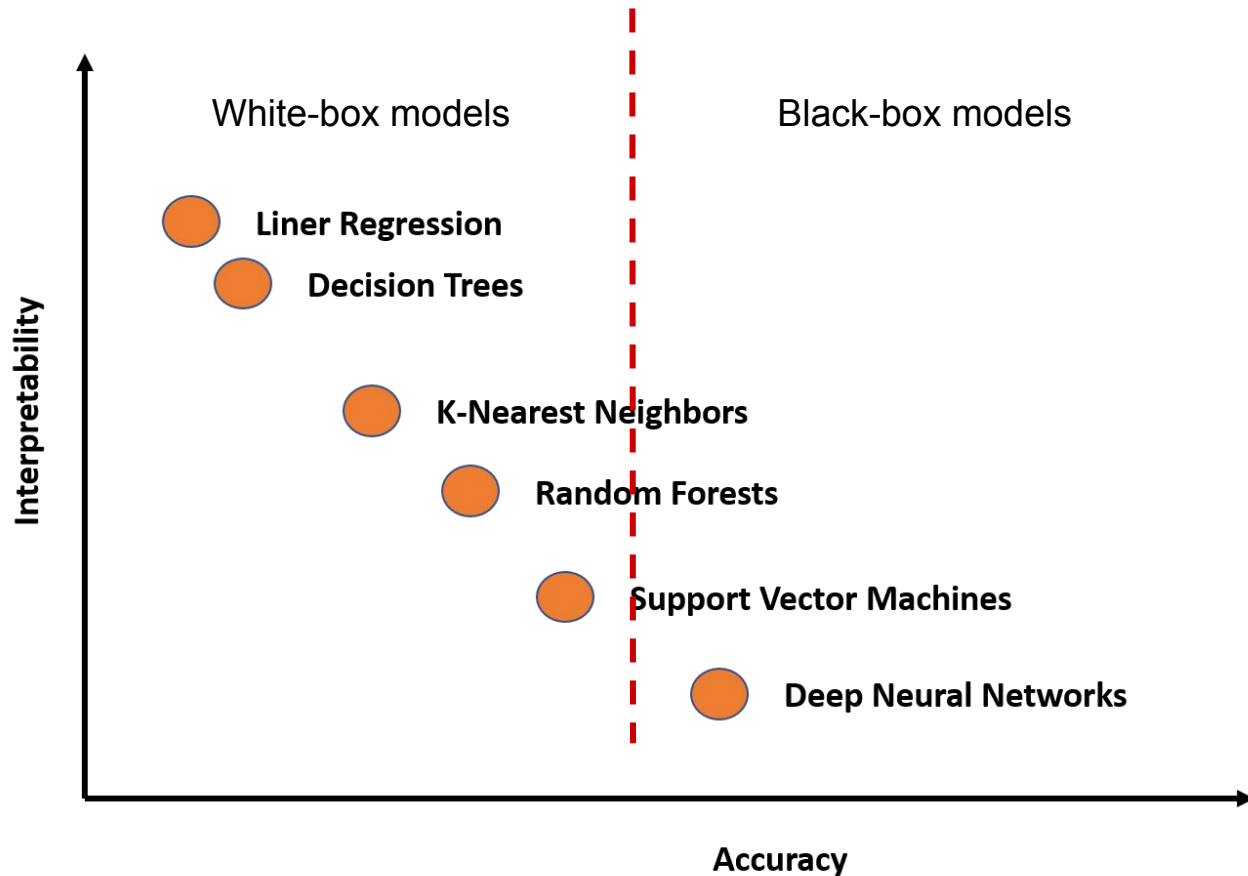 White-box models
Black-box models
Liner Regression
Decision Trees
Interpretability
K-Nearest Neighbors
Random Forests
Support Vector Machines
Deep Neural Networks
Accuracy